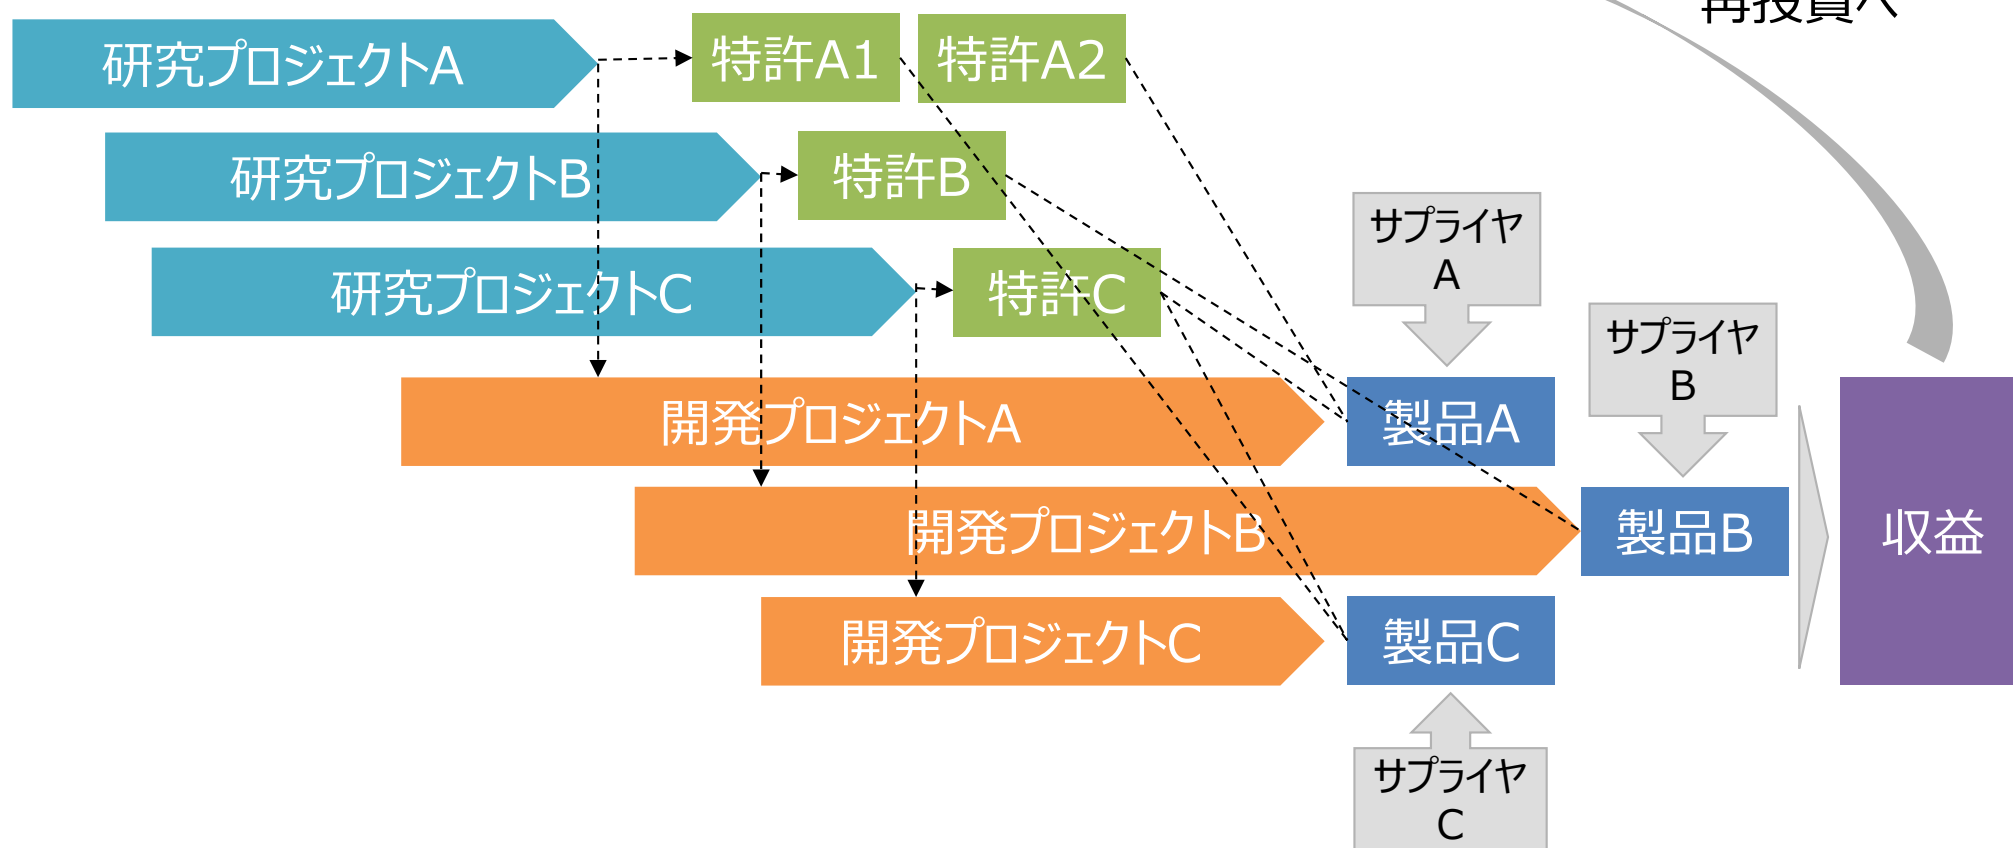 再投資へ
研究プロジェクトA
特許A1
特許A2
研究プロジェクトB
特許B
研究プロジェクトC
特許C
サプライヤ
A
サプライヤ
B
開発プロジェクトA
製品A
開発プロジェクトB
製品B
収益
開発プロジェクトC
製品C
サプライヤ
C